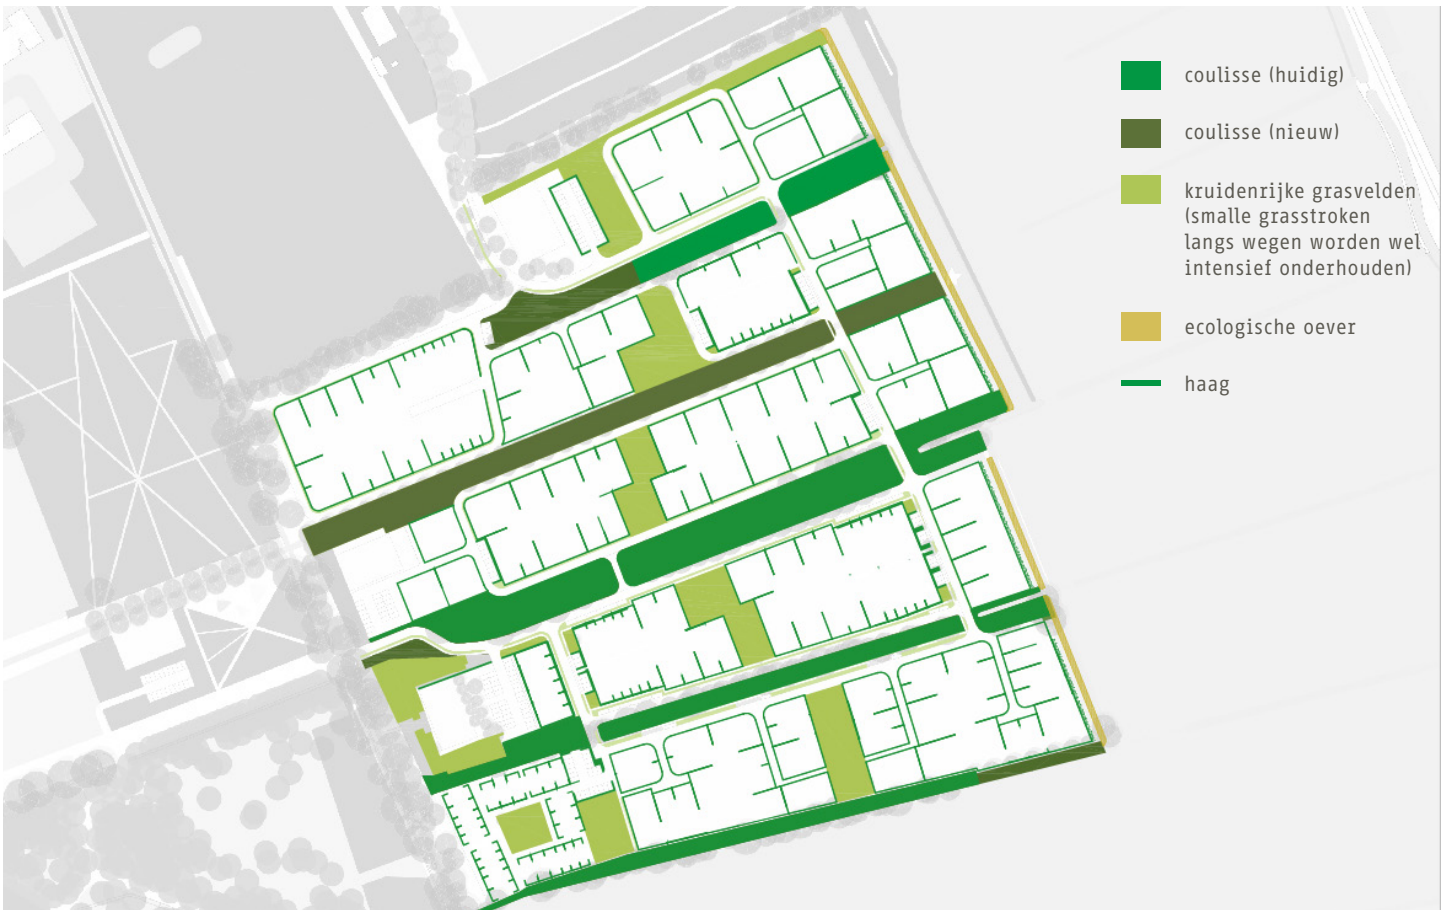 coulisse (huidig)
coulisse (nieuw)
kruidenrijke grasvelden
(smalle grasstroken
langs wegen worden wel
intensief onderhouden)
ecologische oever
haag